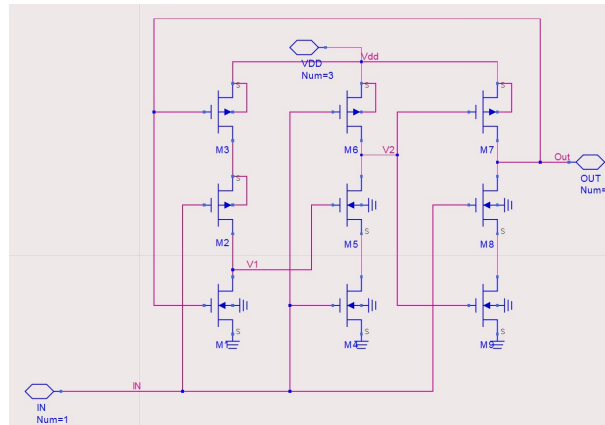 VDD
Num=3
Vdd
S
S
S
M3
M6
M7
V2
Out
OUT
Num=
S
M2
M5
S
M8
S
V1
M1
S
M4
S
M9
S
IN
IN
Num=1